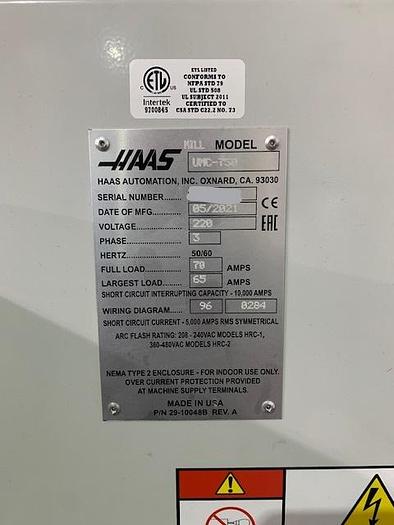 ETL LISTED
CONFORMS TO
NFPA STD 79
UL STD 508
UL SUBJECT 2011
CERTIFIED TO
CSA STD C22.2 NO. 73
ETL
C US
Intertek
9700845
HAAS MILL MODEL UMC-750
HAAS AUTOMATION, INC. OXNARD, CA. 93030
SERIAL NUMBER
DATE OF MFG. 05/2021 CE
VOLTAGE 220 EAC
PHASE 3
HERTZ 50/60
FULL LOAD 70 AMPS
LARGEST LOAD 65 AMPS
SHORT CIRCUIT INTERRUPTING CAPACITY - 10,000 AMPS
WIRING DIAGRAM 96 0284
SHORT CIRCUIT CURRENT - 5,000 AMPS RMS SYMMETRICAL
ARC FLASH RATING: 208 - 240VAC MODELS HRC-1,
380-480VAC MODELS HRC-2
NEMA TYPE 2 ENCLOSURE - FOR INDOOR USE ONLY.
OVER CURRENT PROTECTION PROVIDED
AT MACHINE SUPPLY TERMINALS.
MADE IN USA
P/N 29-10048B REV. A